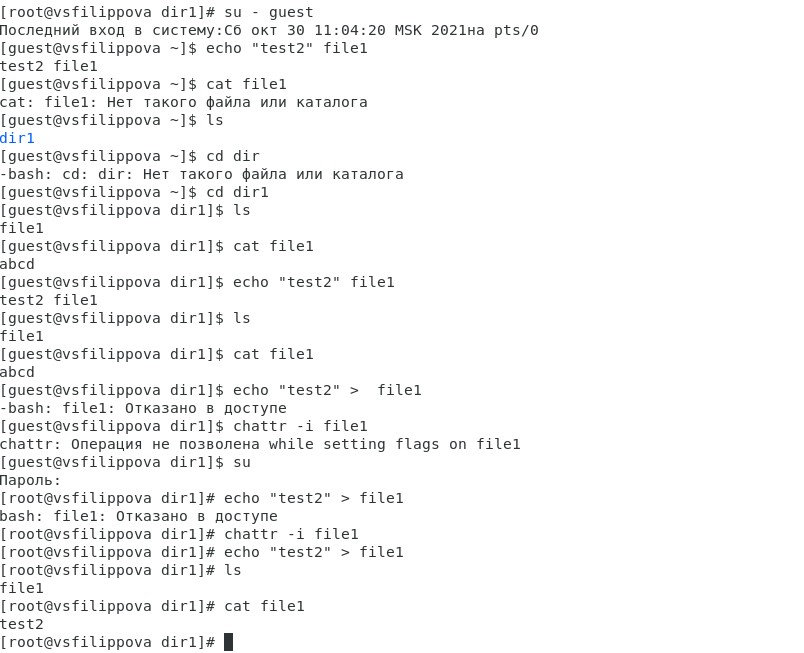 [root@vsfilippova dir1]# su - guest
Последний вход в систему:Сб окт 30 11:04:20 MSK 2021на pts/0
[guest@vsfilippova ~]$ echo "test2" file1
test2 file1
[guest@vsfilippova ~]$ cat file1
cat: file1: Нет такого файла или каталога
[guest@vsfilippova ~]$ ls
dir1
[guest@vsfilippova ~]$ cd dir
-bash: cd: dir: Нет такого файла или каталога
[guest@vsfilippova ~]$ cd dir1
[guest@vsfilippova dir1]$ ls
file1
[guest@vsfilippova dir1]$ cat file1
abcd
[guest@vsfilippova dir1]$ echo "test2" file1
test2 file1
[guest@vsfilippova dir1]$ ls
file1
[guest@vsfilippova dir1]$ cat file1
abcd
[guest@vsfilippova dir1]$ echo "test2" >  file1
-bash: file1: Отказано в доступе
[guest@vsfilippova dir1]$ chattr -i file1
chattr: Операция не позволена while setting flags on file1
[guest@vsfilippova dir1]$ su
Пароль:
[root@vsfilippova dir1]# echo "test2" > file1
bash: file1: Отказано в доступе
[root@vsfilippova dir1]# chattr -i file1
[root@vsfilippova dir1]# echo "test2" > file1
[root@vsfilippova dir1]# ls
file1
[root@vsfilippova dir1]# cat file1
test2
[root@vsfilippova dir1]#